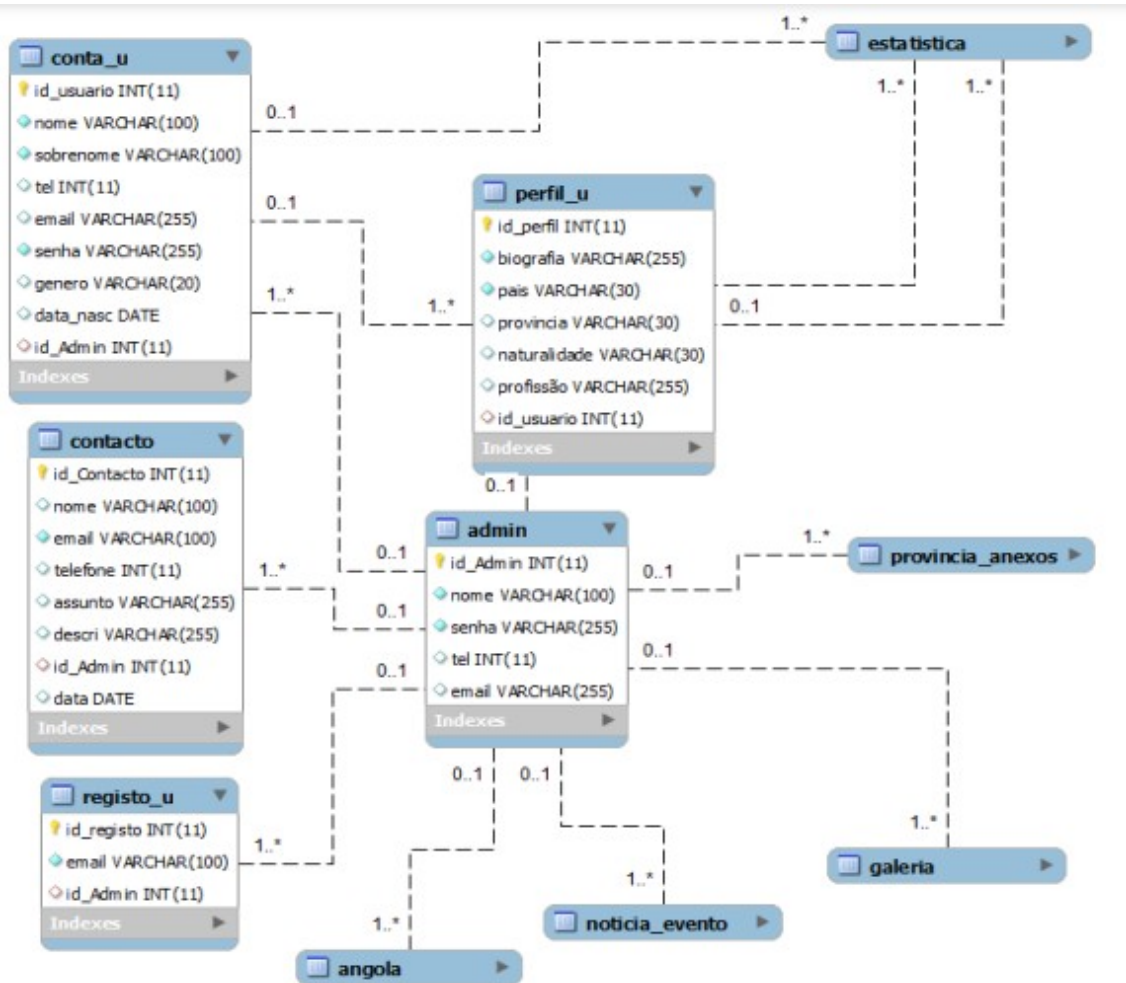 conta_u
id_usuario INT(11)
nome VARCHAR(100)
sobrenome VARCHAR(100)
tel INT(11)
email VARCHAR(255)
senha VARCHAR(255)
genero VARCHAR(20)
data_nasc DATE
id_Admin INT(11)
Indexes
0..1
0..1
1..*
1..*
estatistica
1..*
1..*
perfil_u
id_perfil INT(11)
biografia VARCHAR(255)
pais VARCHAR(30)
provincia VARCHAR(30)
naturalidade VARCHAR(30)
profissão VARCHAR(255)
id_usuario INT(11)
Indexes
1..*
0..1
0..1
contacto
id_Contacto INT(11)
nome VARCHAR(100)
email VARCHAR(100)
telefone INT(11)
assunto VARCHAR(255)
descri VARCHAR(255)
id_Admin INT(11)
data DATE
Indexes
1..*
admin
id_Admin INT(11)
nome VARCHAR(100)
senha VARCHAR(255)
tel INT(11)
email VARCHAR(255)
Indexes
0..1
0..1
0..1
0..1
0..1
0..1
0..1
1..*
provincia_anexos
registo_u
id_registo INT(11)
email VARCHAR(100)
id_Admin INT(11)
Indexes
1..*
1..*
galeria
1..*
noticia_evento
1..*
angola